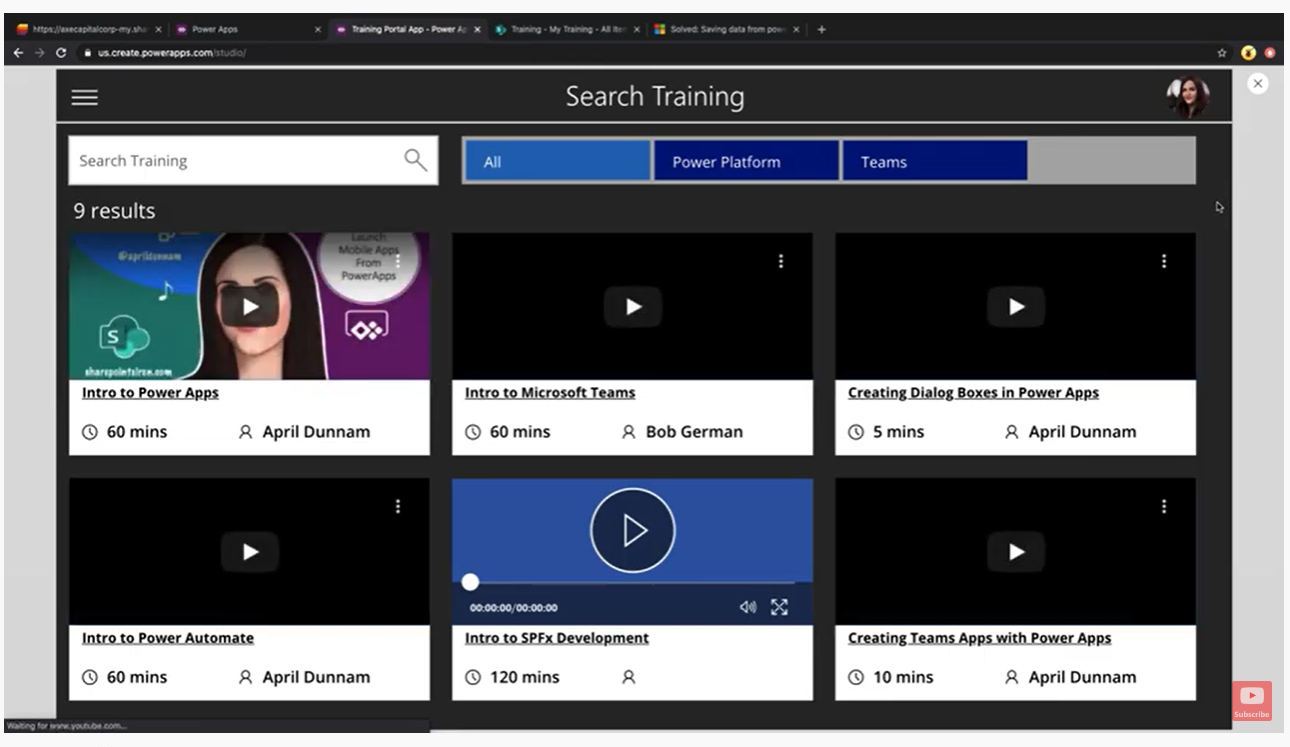 https://axecapitalcorp-my.sha
Power Apps
Training Portal App - Power Ap
Training - My Training - All Iten
Solved: Saving data from pow
us.create.powerapps.com/studio/
Search Training
Search Training
All
Power Platform
Teams
9 results
@aprildunnam
Launch
Mobile Apps
From
PowerApps
S
sharepointsiren.com
Intro to Power Apps
60 mins
April Dunnam
Intro to Microsoft Teams
60 mins
Bob German
Creating Dialog Boxes in Power Apps
5 mins
April Dunnam
Intro to Power Automate
60 mins
April Dunnam
00:00:00/00:00:00
Intro to SPFx Development
120 mins
Creating Teams Apps with Power Apps
10 mins
April Dunnam
Subscribe
Waiting for www.youtube.com...